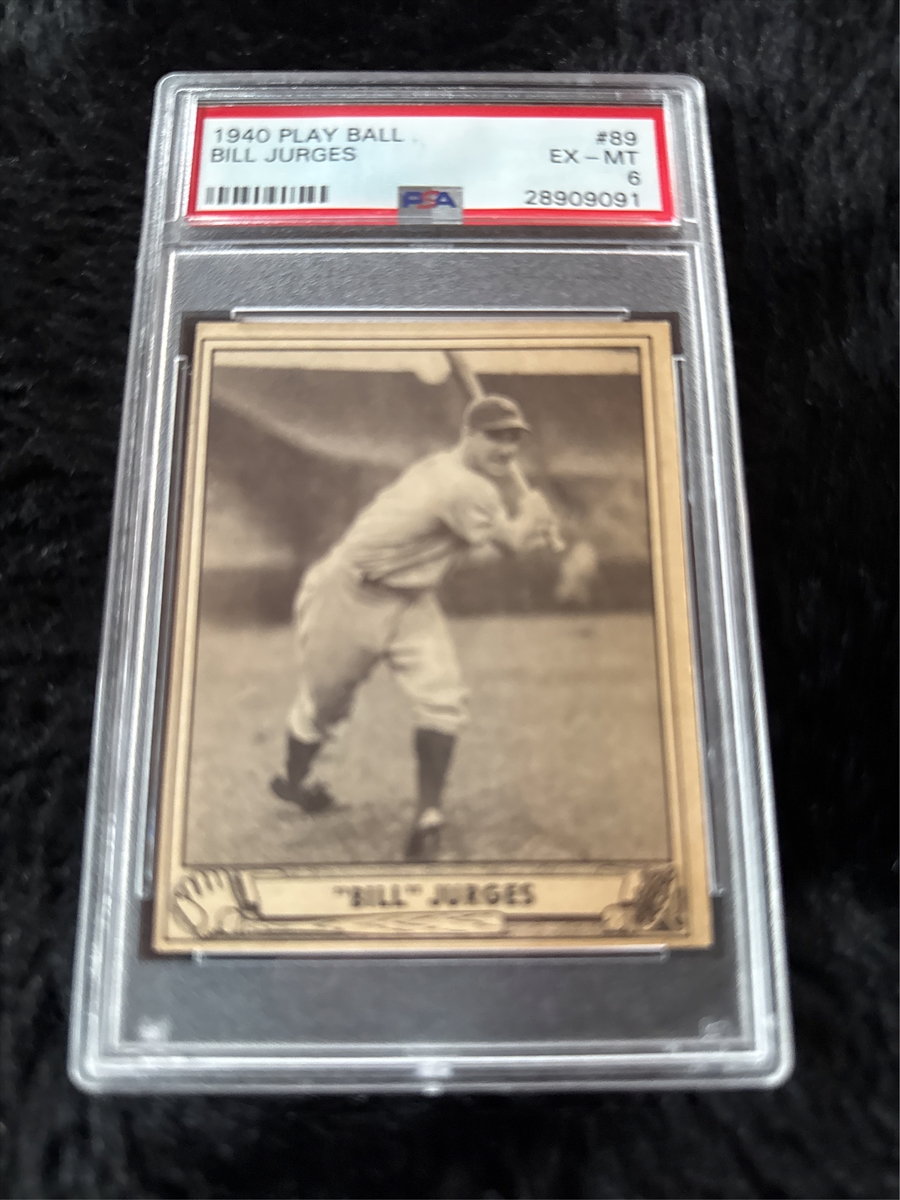 1940 PLAY BALL #89
BILL JURGES EX - MT
6
PSA 28909091
"BILL" JURGES